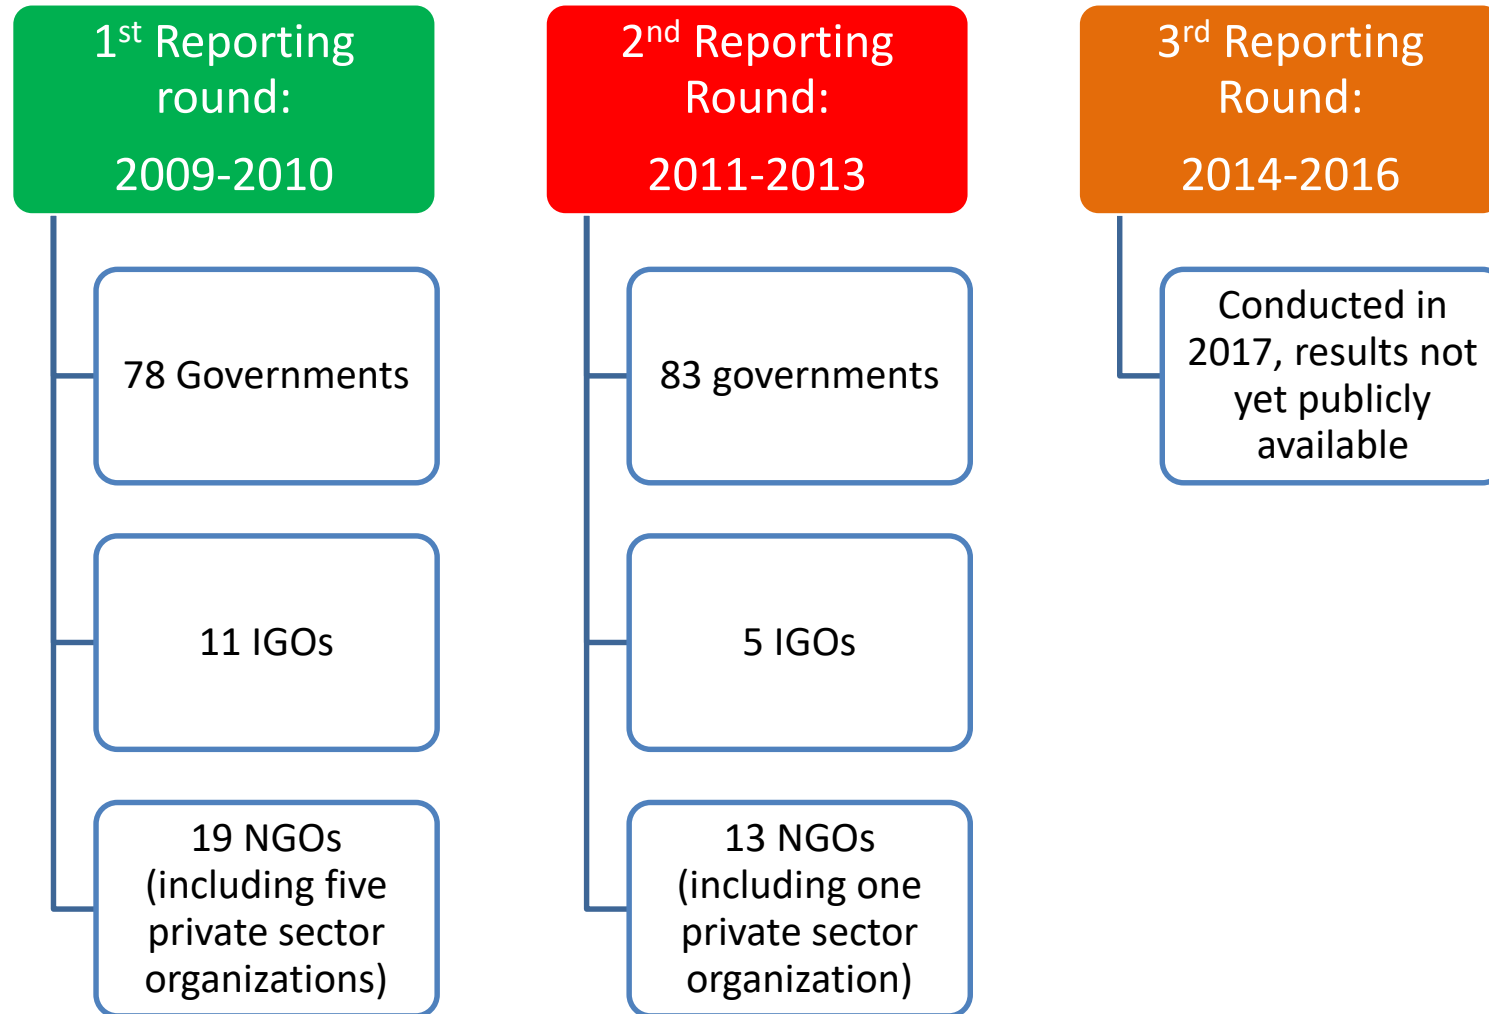 1st Reporting
round:
2009-2010
78 Governments
11 IGOs
19 NGOs
(including five
private sector
organizations)
2nd Reporting
Round:
2011-2013
83 governments
5 IGOs
13 NGOs
(including one
private sector
organization)
3rd Reporting
Round:
2014-2016
Conducted in
2017, results not
yet publicly
available